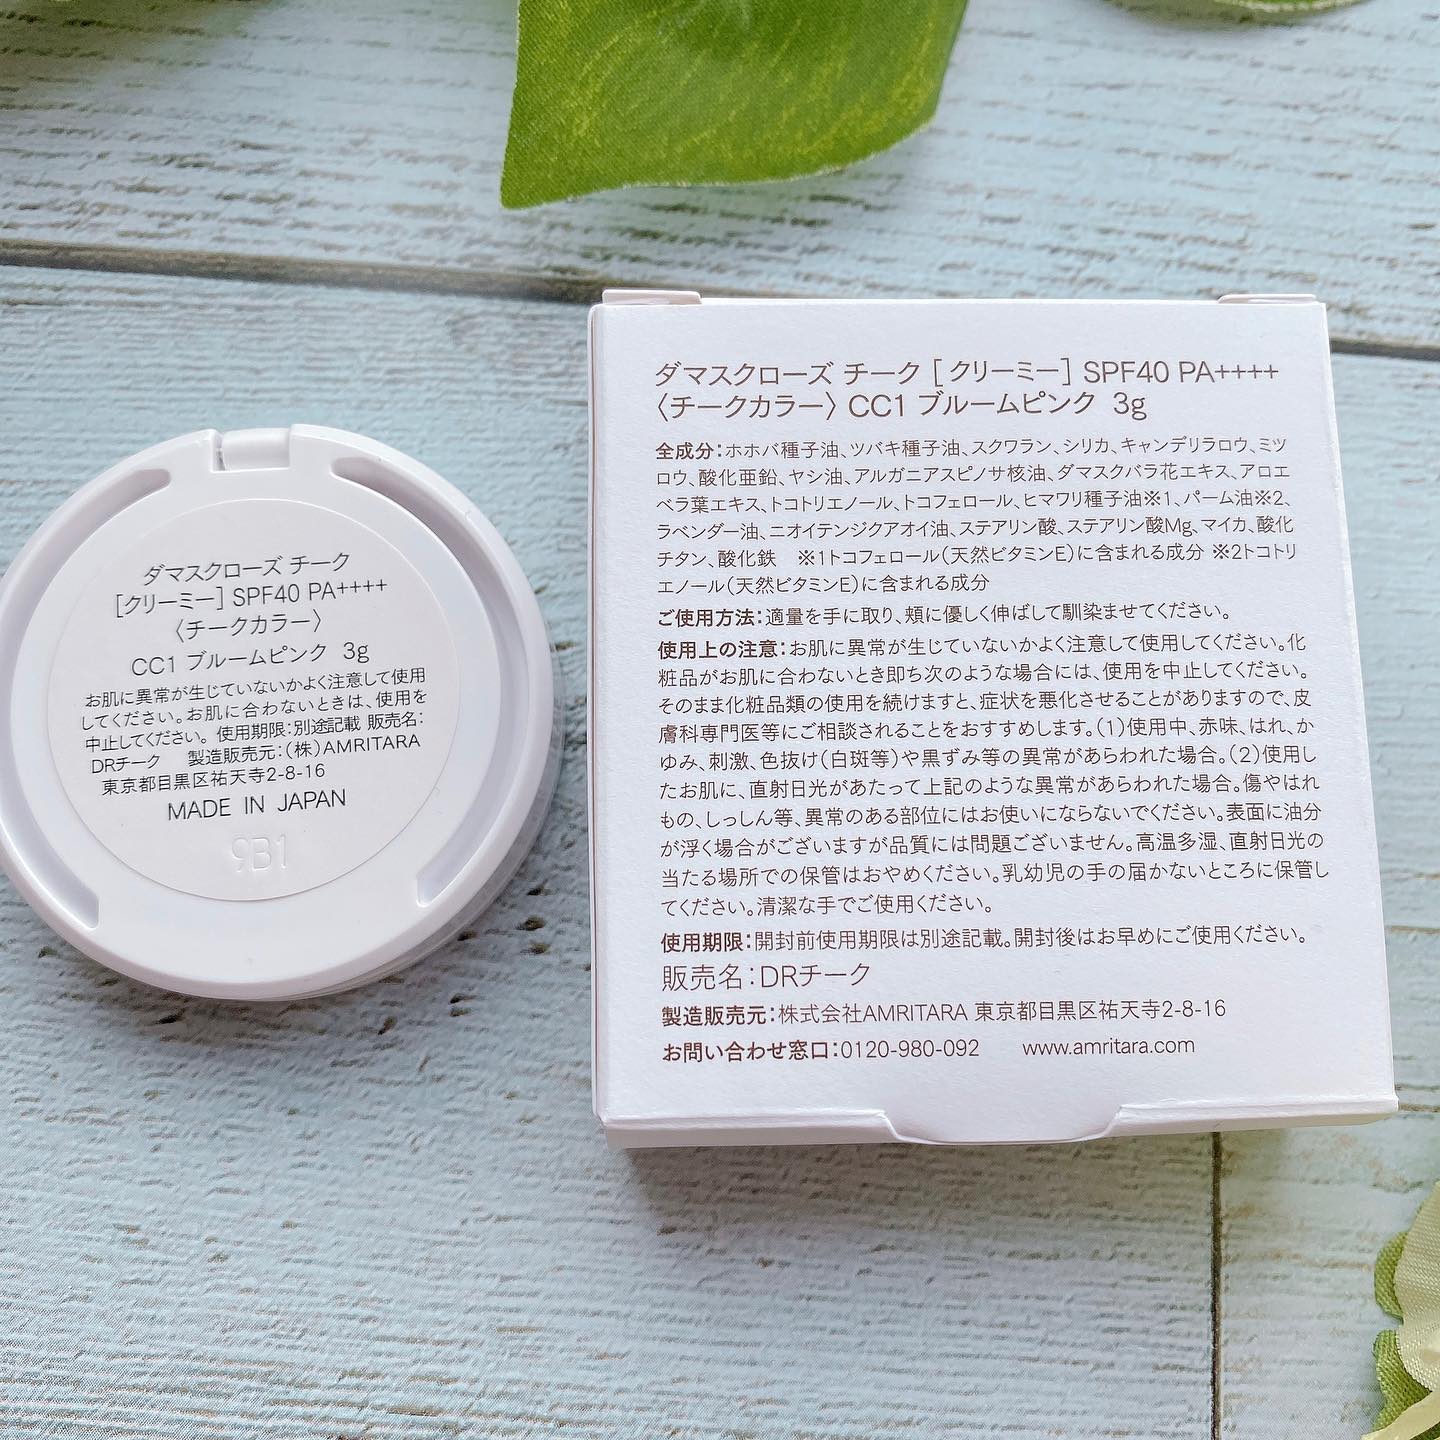 ダマスクローズ チーク
[クリーミー] SPF40 PA++++
〈チークカラー〉
CC1 ブルームピンク 3g
お肌に異常が生じていないかよく注意して使用
してください。お肌に合わないときは、使用を
中止してください。 使用期限:別途記載 販売名:
DRチーク 製造販売元:(株)AMRITARA
東京都目黒区祐天寺2-8-16
MADE IN JAPAN
9B1
ダマスクローズ チーク [クリーミー] SPF40 PA++++
〈チークカラー〉 CC1 ブルームピンク 3g
全成分:ホホバ種子油、ツバキ種子油、スクワラン、シリカ、キャンデリラロウ、ミツ
ロウ、酸化亜鉛、ヤシ油、アルガニアスピノサ核油、ダマスクバラ花エキス、アロエ
ベラ葉エキス、トコトリエノール、トコフェロール、ヒマワリ種子油※1、パーム油※2、
ラベンダー油、ニオイテンジクアオイ油、ステアリン酸、ステアリン酸Mg、マイカ、酸化
チタン、酸化鉄 ※1トコフェロール(天然ビタミンE)に含まれる成分 ※2トコトリ
エノール(天然ビタミンE)に含まれる成分
ご使用方法:適量を手に取り、頬に優しく伸ばして馴染ませてください。
使用上の注意:お肌に異常が生じていないかよく注意して使用してください。化
粧品がお肌に合わないとき即ち次のような場合には、使用を中止してください。
そのまま化粧品類の使用を続けますと、症状を悪化させることがありますので、皮
膚科専門医等にご相談されることをおすすめします。(1)使用中、赤味、はれ、か
ゆみ、刺激、色抜け(白斑等)や黒ずみ等の異常があらわれた場合。(2)使用し
たお肌に、直射日光があたって上記のような異常があらわれた場合。傷やはれ
もの、しっしん等、異常のある部位にはお使いにならないでください。表面に油分
が浮く場合がございますが品質には問題ございません。高温多湿、直射日光の
当たる場所での保管はおやめください。乳幼児の手の届かないところに保管し
てください。清潔な手でご使用ください。
使用期限:開封前使用期限は別途記載。開封後はお早めにご使用ください。
販売名:DRチーク
製造販売元:株式会社AMRITARA 東京都目黒区祐天寺2-8-16
お問い合わせ窓口:0120-980-092 www.amritara.com